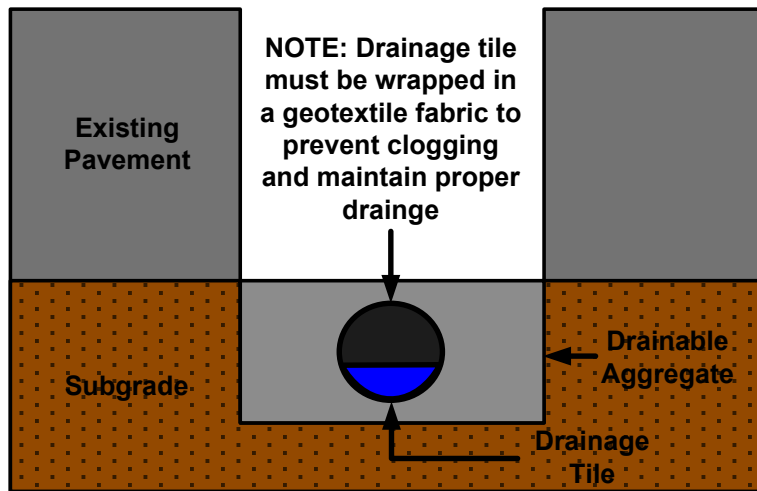 NOTE: Drainage tile
must be wrapped in
a geotextile fabric to
prevent clogging
and maintain proper
drainge
Existing
Pavement
Subgrade
Drainable
Aggregate
Drainage
Tile